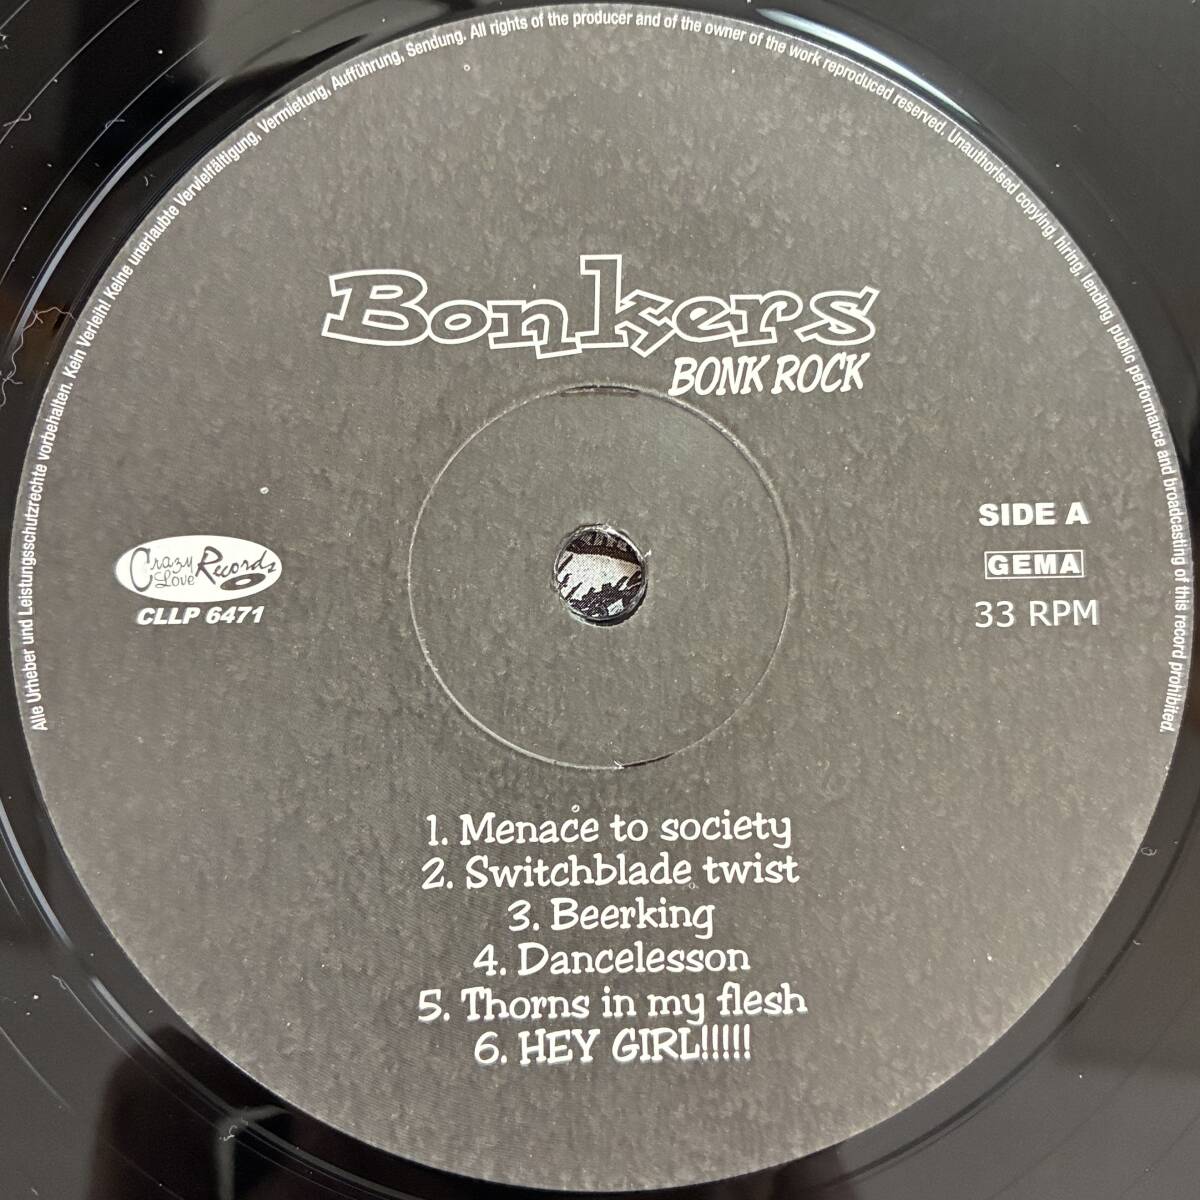 Alle Urheber und Leistungsschutzrechte vorbehalten. Kein Verleih! Keine unerlaubte Vervielfältigung, Vermietung, Aufführung, Sendung. All rights of the producer and of the owner of the work reproduced reserved. Unauthorised copying, hiring, lending, public performance and broadcasting of this record prohibited.
Bonkers
BONK ROCK
Crazy Love Records
CLLP 6471
SIDE A
GEMA
33 RPM
1. Menace to society
2. Switchblade twist
3. Beerking
4. Dancelesson
5. Thorns in my flesh
6. HEY GIRL!!!!!